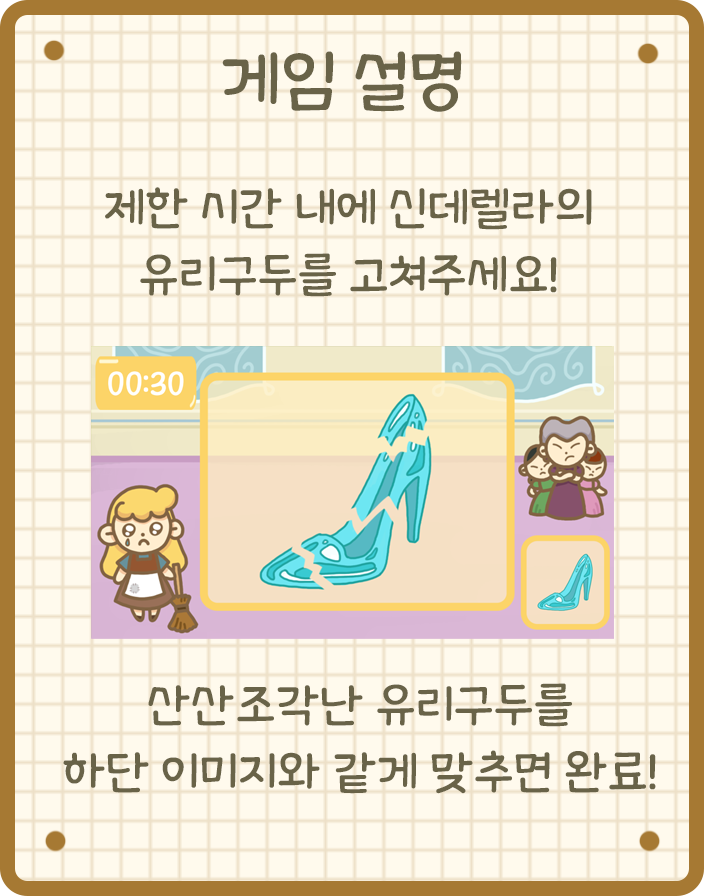 게임 설명
제한 시간 내에 신데렐라의
유리구두를 고쳐주세요!
00:30
산산조각난 유리구두를
하단 이미지와 같게 맞추면 완료!